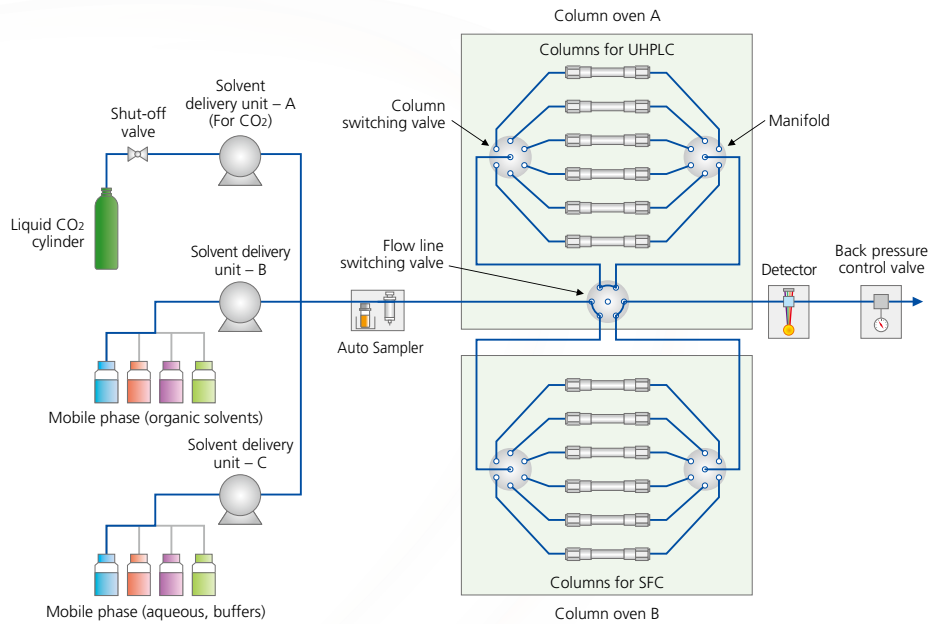 Column oven A
Columns for UHPLC
Solvent
delivery unit – A
(For CO2)
Shut-off
valve
Column
switching valve
Manifold
Liquid CO2
cylinder
Solvent delivery
unit – B
Flow line
switching valve
Detector
Back pressure
control valve
Auto Sampler
Mobile phase (organic solvents)
Solvent delivery
unit – C
Columns for SFC
Mobile phase (aqueous, buffers)
Column oven B